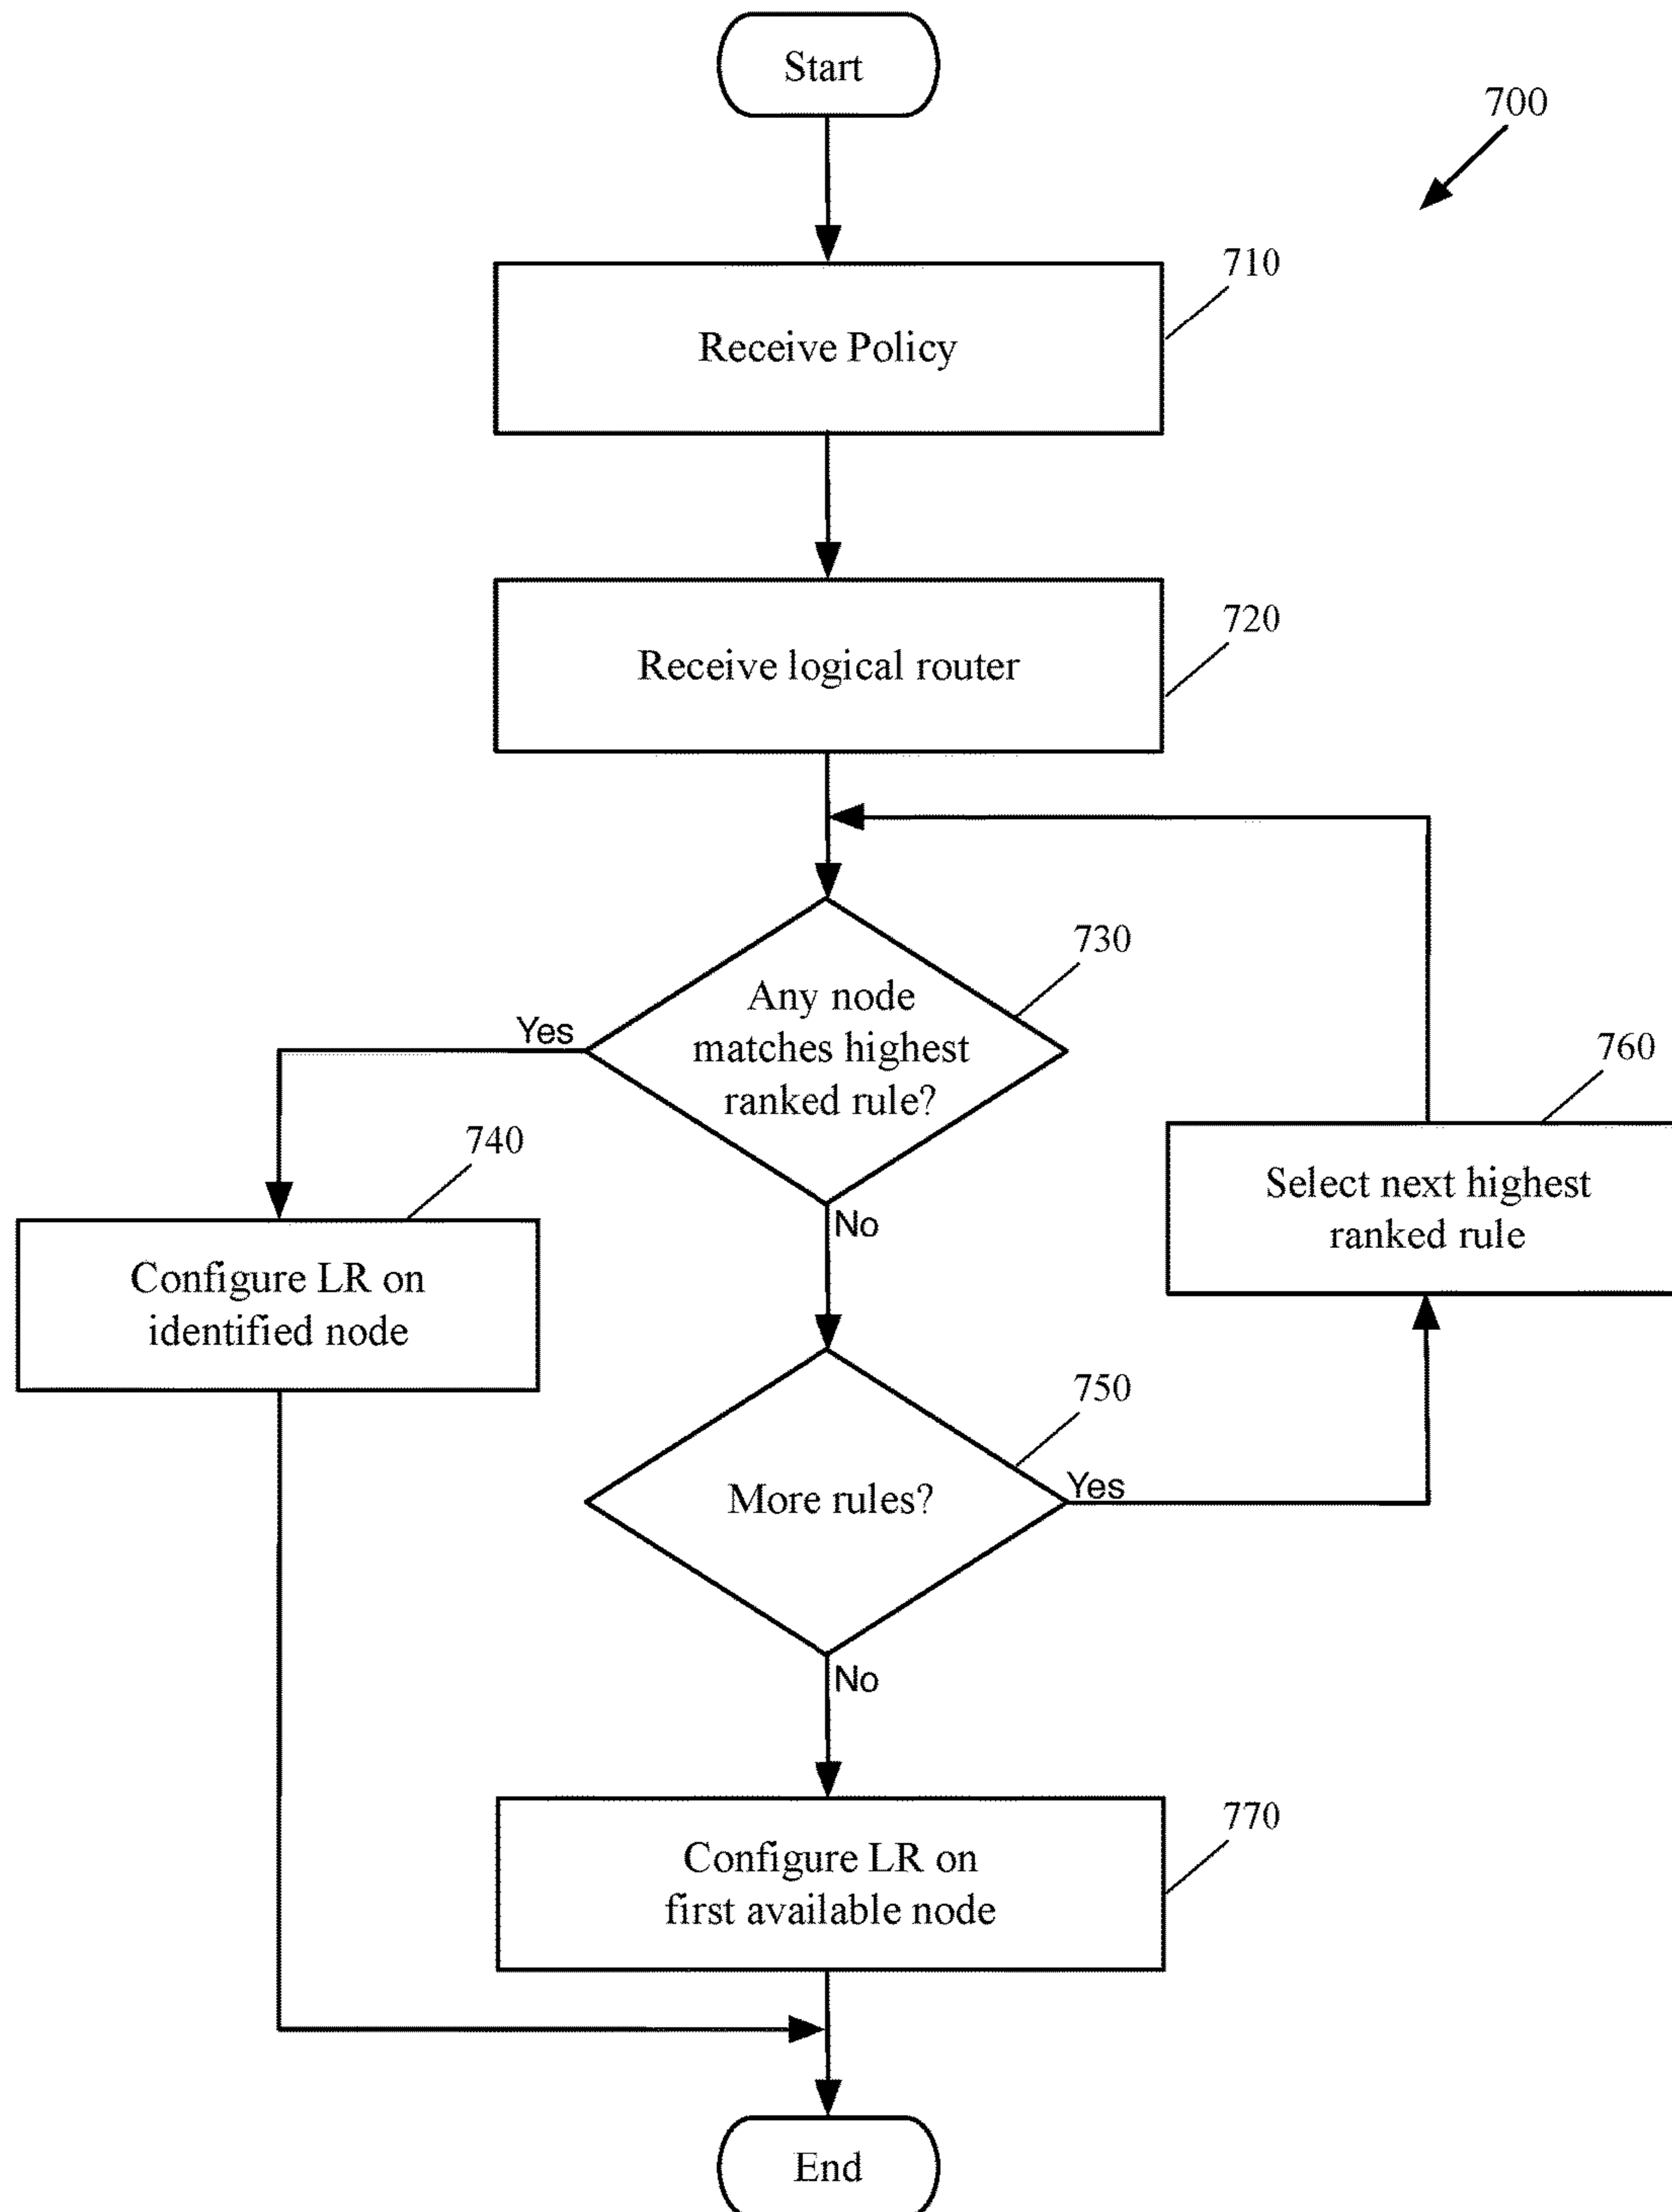 Start
700
710
Receive Policy
720
Receive logical router
730
Any node
matches highest
ranked rule?
Yes
No
740
Configure LR on
identified node
760
Select next highest
ranked rule
750
More rules?
Yes
No
770
Configure LR on
first available node
End